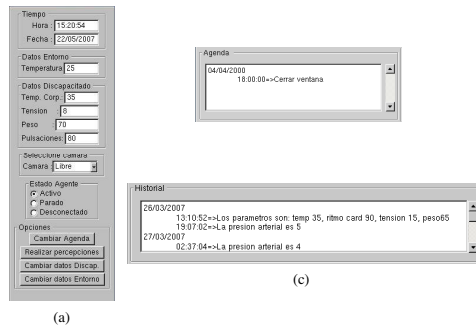 Tiempo
Hora : 15:20:54
Fecha : 22/05/2007
Datos Entorno
Temperatura: 25
Datos Discapacitado
Temp. Corp.: 35
Tension : 8
Peso : 70
Pulsaciones: 80
Seleccione camara
Camara : Libre
Estado Agente
Activo
Parado
Desconectado
Opciones
Cambiar Agenda
Realizar percepciones
Cambiar datos Discap.
Cambiar datos Entorno
(a)
Agenda
04/04/2000
18:00:00=>Cerrar ventana
Historial
26/03/2007
13:10:52=>Los parametros son: temp 35, ritmo card 90, tension 15, peso65
19:07:02=>La presion arterial es 5
27/03/2007
02:37:04=>La presion arterial es 4
(c)